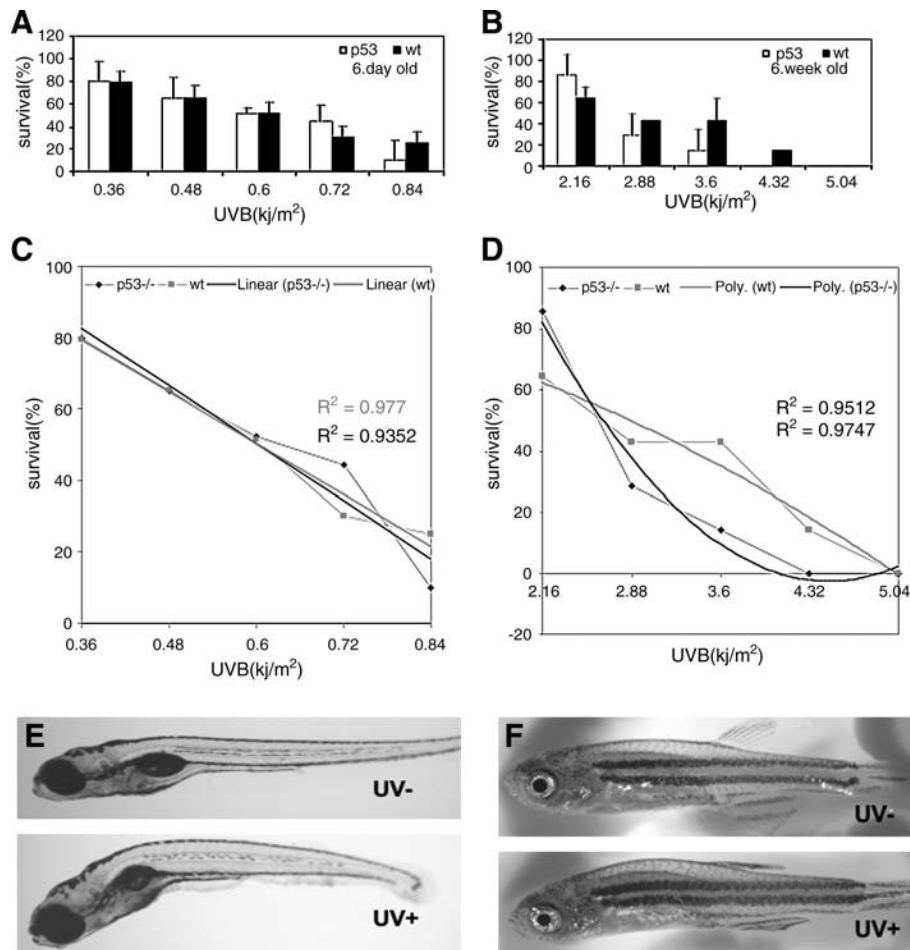 A
survival(%)
120
100
80
60
40
20
0
p53 wt
6.day old
0.36 0.48 0.6 0.72 0.84
UVB(kj/m²)
B
survival(%)
120
100
80
60
40
20
0
p53 wt
6.week old
2.16 2.88 3.6 4.32 5.04
UVB(kj/m²)
C
survival(%)
100
80
60
40
20
0
p53-/- wt Linear (p53-/-) Linear (wt)
R² = 0.977
R² = 0.9352
0.36 0.48 0.6 0.72 0.84
UVB(kj/m²)
D
survival(%)
100
80
60
40
20
0
-20
p53-/- wt Poly. (wt) Poly. (p53-/-)
R² = 0.9512
R² = 0.9747
2.16 2.88 3.6 4.32 5.04
UVB(kj/m²)
E
UV-
UV+
F
UV-
UV+